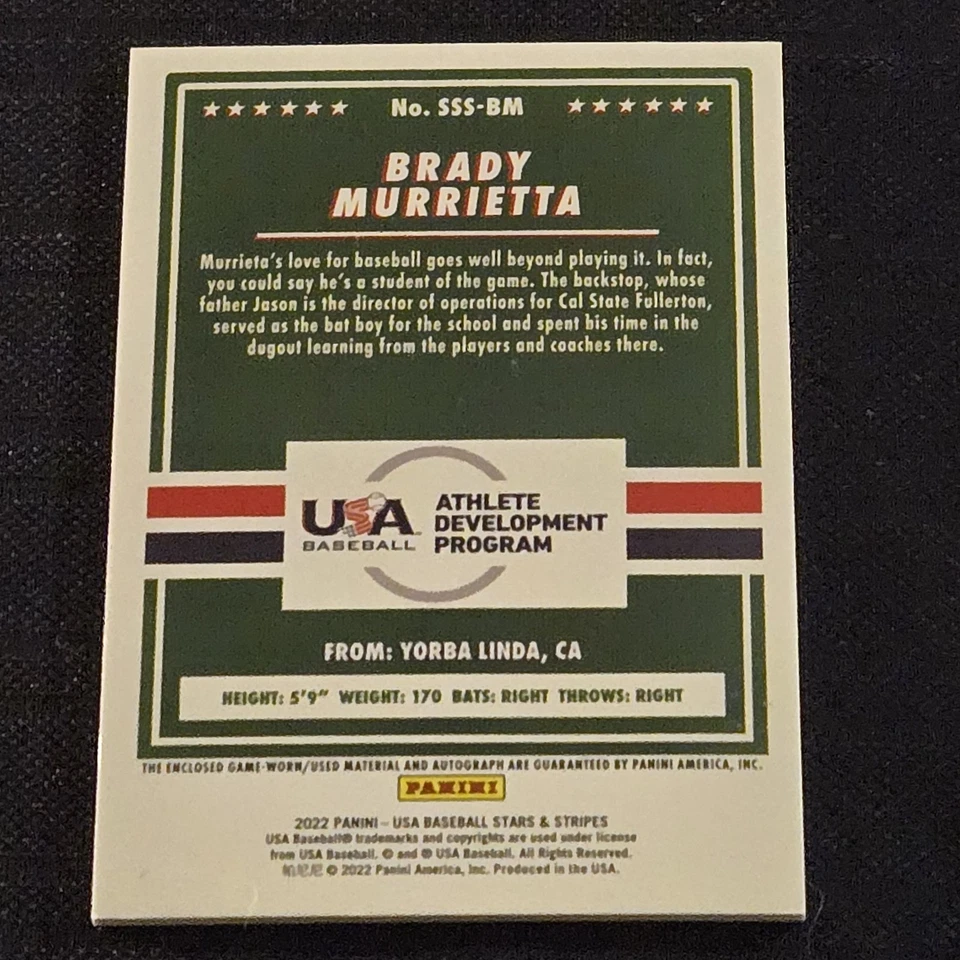 ★★★★★★ No. SSS-BM ★★★★★★
BRADY
MURRIETTA
Murrieta's love for baseball goes well beyond playing it. In fact,
you could say he's a student of the game. The backstop, whose
father Jason is the director of operations for Cal State Fullerton,
served as the bat boy for the school and spent his time in the
dugout learning from the players and coaches there.
USA
BASEBALL
ATHLETE
DEVELOPMENT
PROGRAM
FROM: YORBA LINDA, CA
HEIGHT: 5'9" WEIGHT: 170 BATS: RIGHT THROWS: RIGHT
THE ENCLOSED GAME-WORN/USED MATERIAL AND AUTOGRAPH ARE GUARANTEED BY PANINI AMERICA, INC.
PANINI
2022 PANINI – USA BASEBALL STARS & STRIPES
USA Baseball® trademarks and copyrights are used under license
from USA Baseball. © and ® USA Baseball. All Rights Reserved.
帕尼尼 © 2022 Panini America, Inc. Produced in the USA.